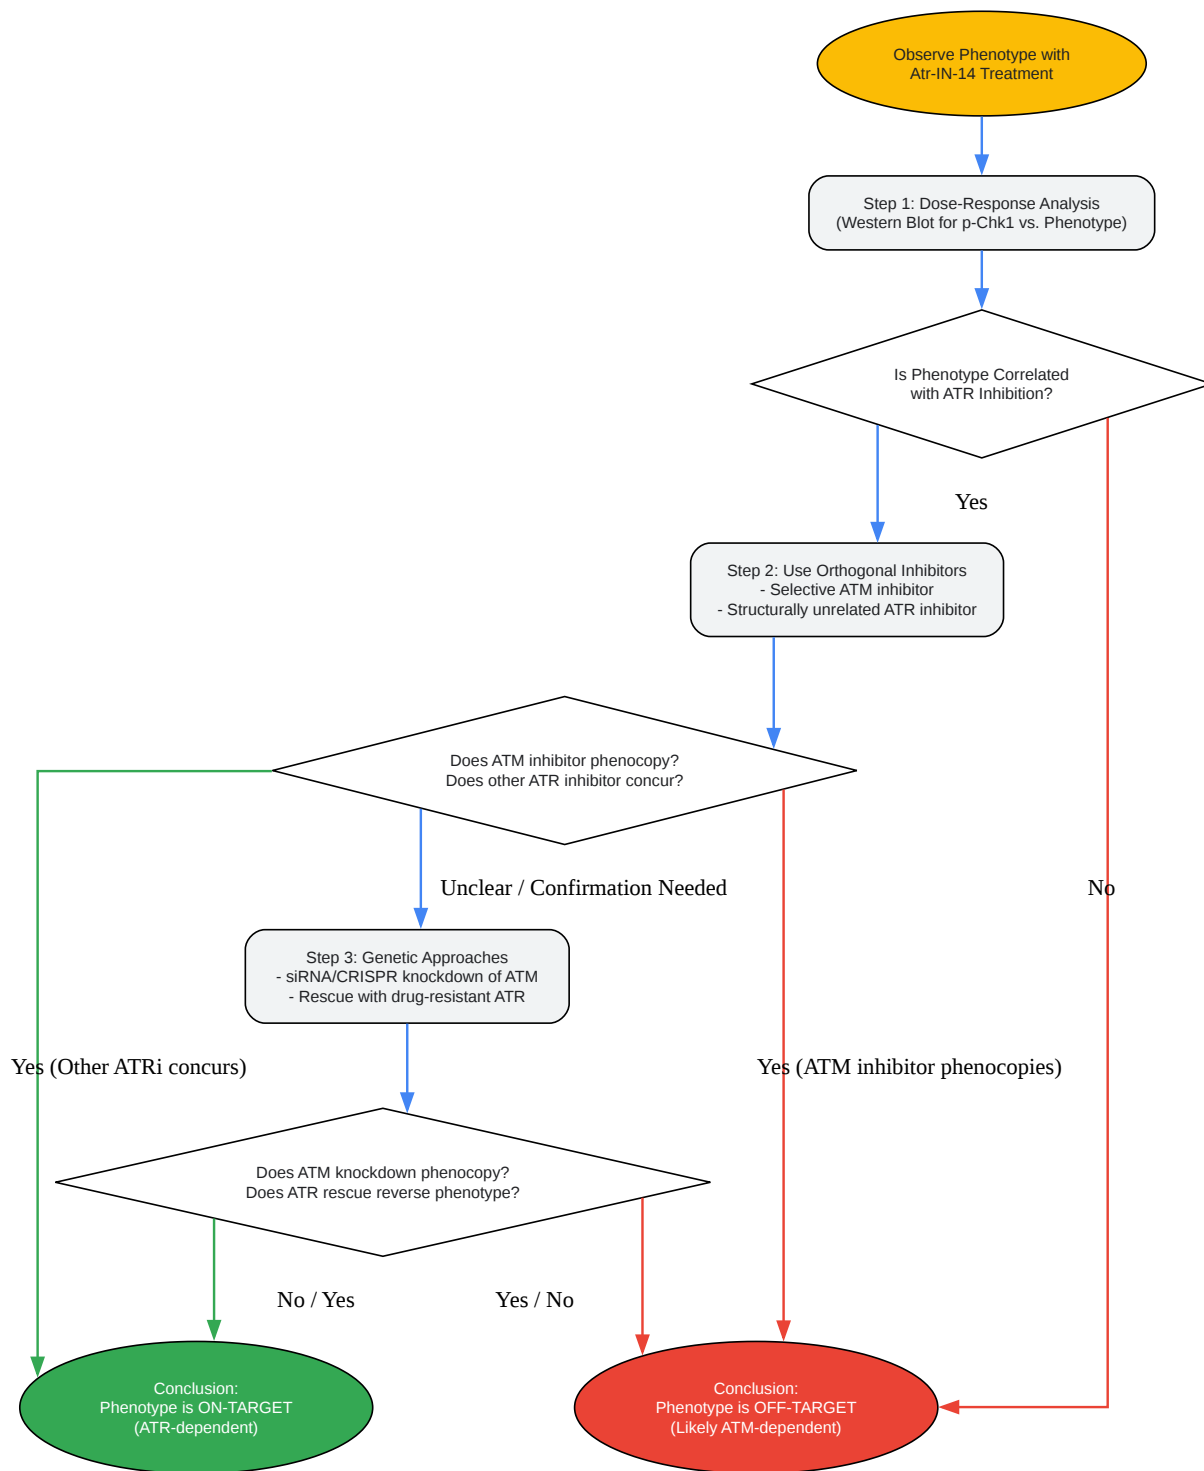 Observe Phenotype with
Atr-IN-14 Treatment
Step 1: Dose-Response Analysis
(Western Blot for p-Chk1 vs. Phenotype)
Is Phenotype Correlated
with ATR Inhibition?
Yes
Step 2: Use Orthogonal Inhibitors
- Selective ATM inhibitor
- Structurally unrelated ATR inhibitor
Does ATM inhibitor phenocopy?
Does other ATR inhibitor concur?
Unclear / Confirmation Needed
No
Step 3: Genetic Approaches
- siRNA/CRISPR knockdown of ATM
- Rescue with drug-resistant ATR
Yes (Other ATRi concurs)
Yes (ATM inhibitor phenocopies)
Does ATM knockdown phenocopy?
Does ATR rescue reverse phenotype?
No / Yes
Yes / No
Conclusion:
Phenotype is ON-TARGET
(ATR-dependent)
Conclusion:
Phenotype is OFF-TARGET
(Likely ATM-dependent)